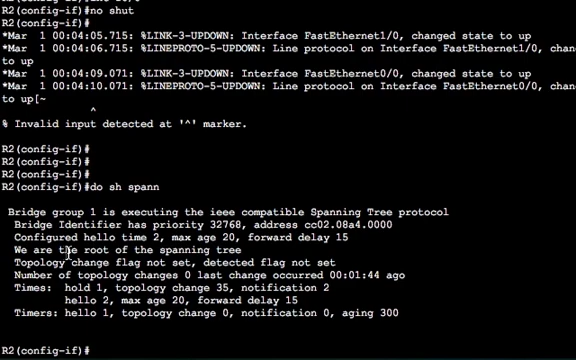 R2(config-if)#no shut
R2(config-if)#
*Mar  1 00:04:05.715: %LINK-3-UPDOWN: Interface FastEthernet1/0, changed state to up
*Mar  1 00:04:06.715: %LINEPROTO-5-UPDOWN: Line protocol on Interface FastEthernet1/0, chan
to up
*Mar  1 00:04:09.071: %LINK-3-UPDOWN: Interface FastEthernet0/0, changed state to up
*Mar  1 00:04:10.071: %LINEPROTO-5-UPDOWN: Line protocol on Interface FastEthernet0/0, chan
to up[~
^
% Invalid input detected at '^' marker.
R2(config-if)#
R2(config-if)#
R2(config-if)#
R2(config-if)#do sh spann
Bridge group 1 is executing the ieee compatible Spanning Tree protocol
Bridge Identifier has priority 32768, address cc02.08a4.0000
Configured hello time 2, max age 20, forward delay 15
We are the root of the spanning tree
Topology change flag not set, detected flag not set
Number of topology changes 0 last change occurred 00:01:44 ago
Times:  hold 1, topology change 35, notification 2
hello 2, max age 20, forward delay 15
Timers: hello 1, topology change 0, notification 0, aging 300
R2(config-if)#